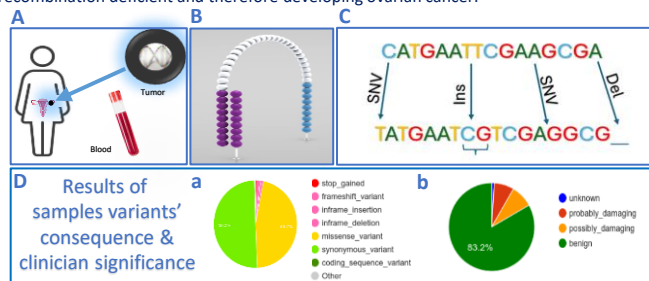 recombination deficient and therefore developing ovarian cancer.
A
Tumor
Blood
B
C
CATGAATTCGAAGCGA
SNV
Ins
SNV
Del
TATGAATCGTCGAGGCG_
D
Results of
samples variants'
consequence &
clinician significance
a
stop_gained
frameshift_variant
inframe_insertion
inframe_deletion
missense_variant
synonymous_variant
coding_sequence_variant
Other
b
83.2%
unknown
probably_damaging
possibly_damaging
benign